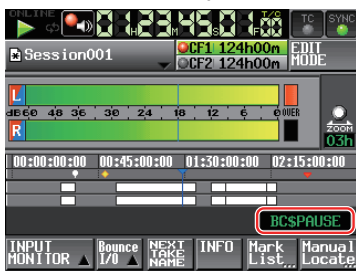 ONLINE T/C TC SYNC
Session001 CF1 124h00m EDIT
CF2 124h00m MODE
L
dB60 48 36 30 24 18 12 6 0 OVER
R
ZOOM
03h
00:00:00:00 00:45:00:00 01:30:00:00 02:15:00:00
BC$PAUSE
INPUT MONITOR Bounce I/O NEXT TAKE NAME INFO Mark List... Manual Locate